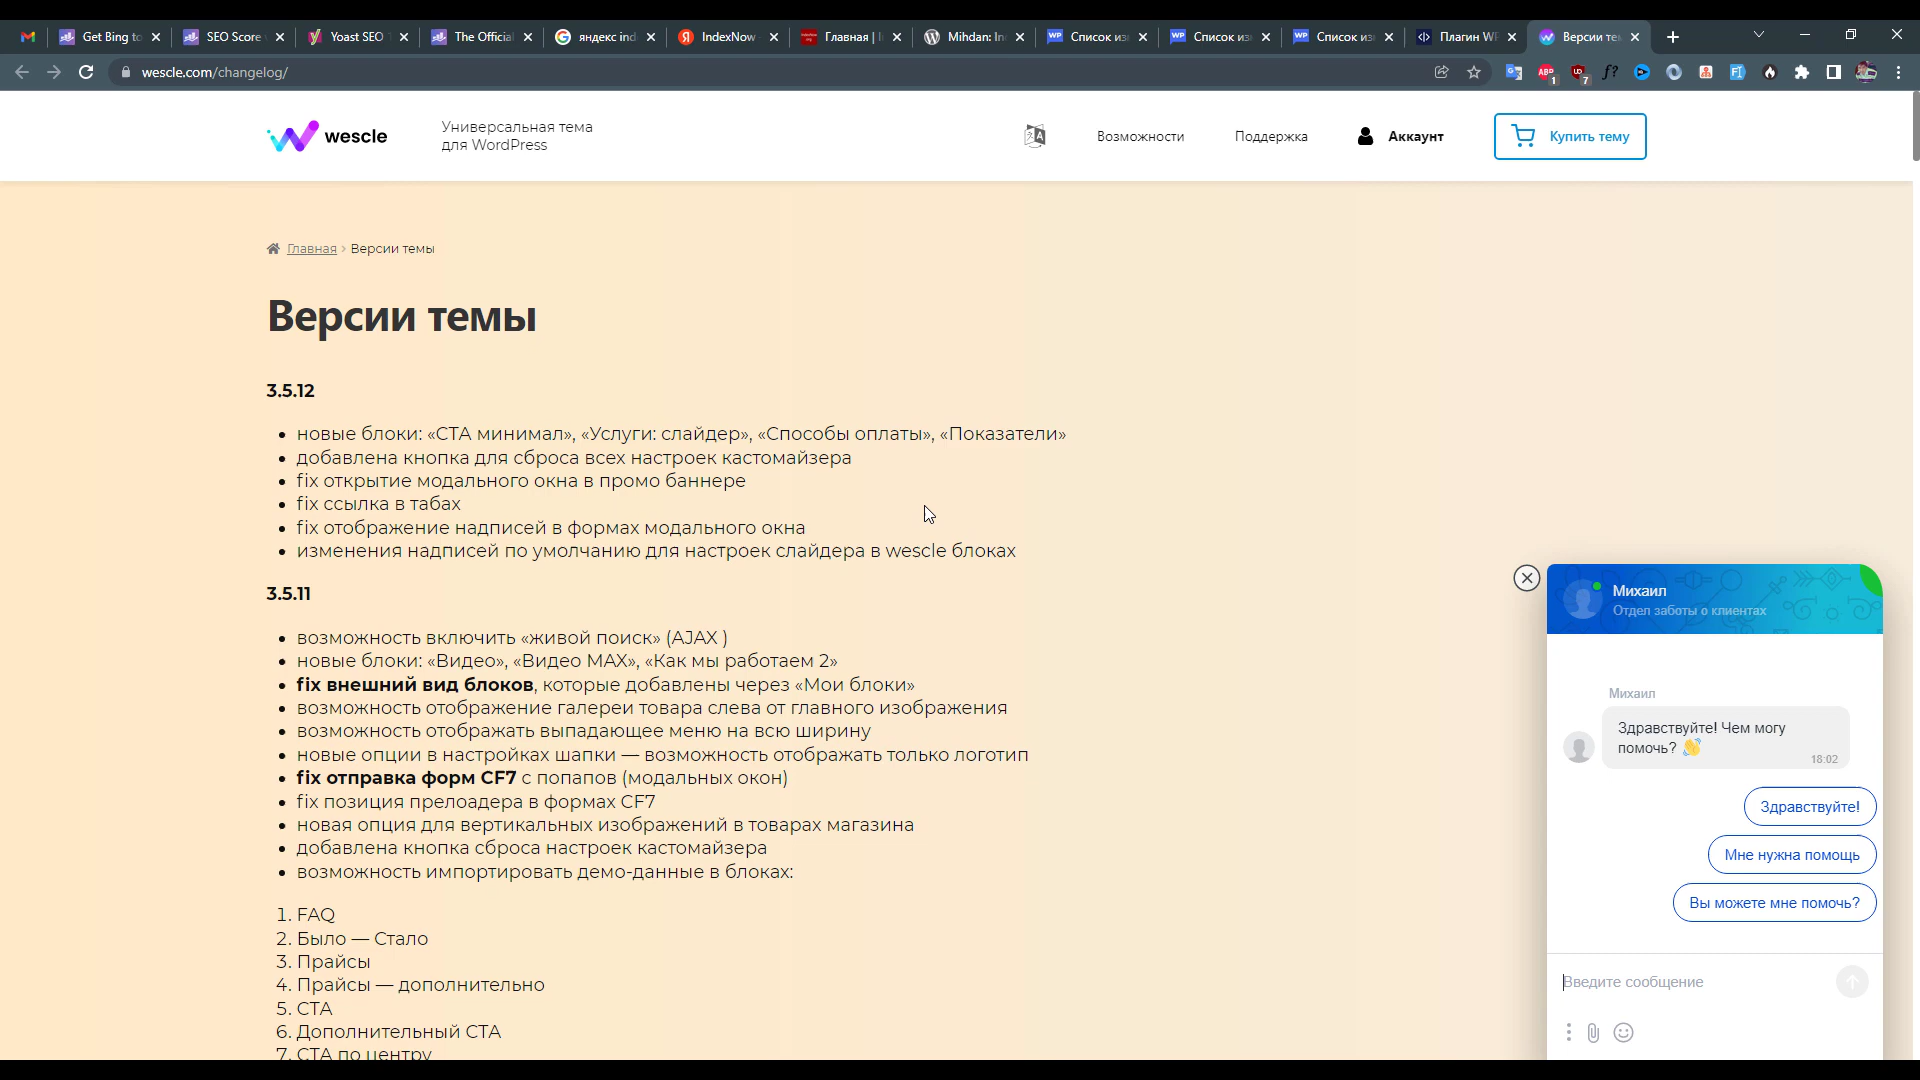 Get Bing to
SEO Score
Yoast SEO
The Official
яндекс ind
IndexNow
Главная |
Mihdan: In
Список из
Список из
Список из
Плагин WP
Версии те
wescle.com/changelog/
wescle
Универсальная тема
для WordPress
Возможности
Поддержка
Аккаунт
Купить тему
Главная › Версии темы
Версии темы
3.5.12
новые блоки: «CTA минимал», «Услуги: слайдер», «Способы оплаты», «Показатели»
добавлена кнопка для сброса всех настроек кастомайзера
fix открытие модального окна в промо баннере
fix ссылка в табах
fix отображение надписей в формах модального окна
изменения надписей по умолчанию для настроек слайдера в wescle блоках
3.5.11
возможность включить «живой поиск» (AJAX )
новые блоки: «Видео», «Видео MAX», «Как мы работаем 2»
fix внешний вид блоков, которые добавлены через «Мои блоки»
возможность отображение галереи товара слева от главного изображения
возможность отображать выпадающее меню на всю ширину
новые опции в настройках шапки — возможность отображать только логотип
fix отправка форм CF7 с попапов (модальных окон)
fix позиция прелоадера в формах CF7
новая опция для вертикальных изображений в товарах магазина
добавлена кнопка сброса настроек кастомайзера
возможность импортировать демо-данные в блоках:
1. FAQ
2. Было — Стало
3. Прайсы
4. Прайсы — дополнительно
5. CTA
6. Дополнительный CTA
7. CTA по центру
Михаил
Отдел заботы о клиентах
Михаил
Здравствуйте! Чем могу
помочь? 👋
18:02
Здравствуйте!
Мне нужна помощь
Вы можете мне помочь?
Введите сообщение